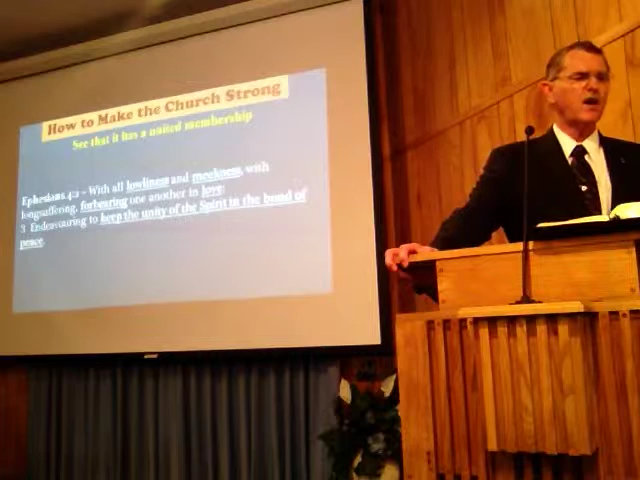 How to Make the Church Strong
See that it has a united membership
Ephesians 4:2 – With all lowliness and meekness, with
longsuffering, forbearing one another in love;
3 Endeavouring to keep the unity of the Spirit in the bond of
peace.